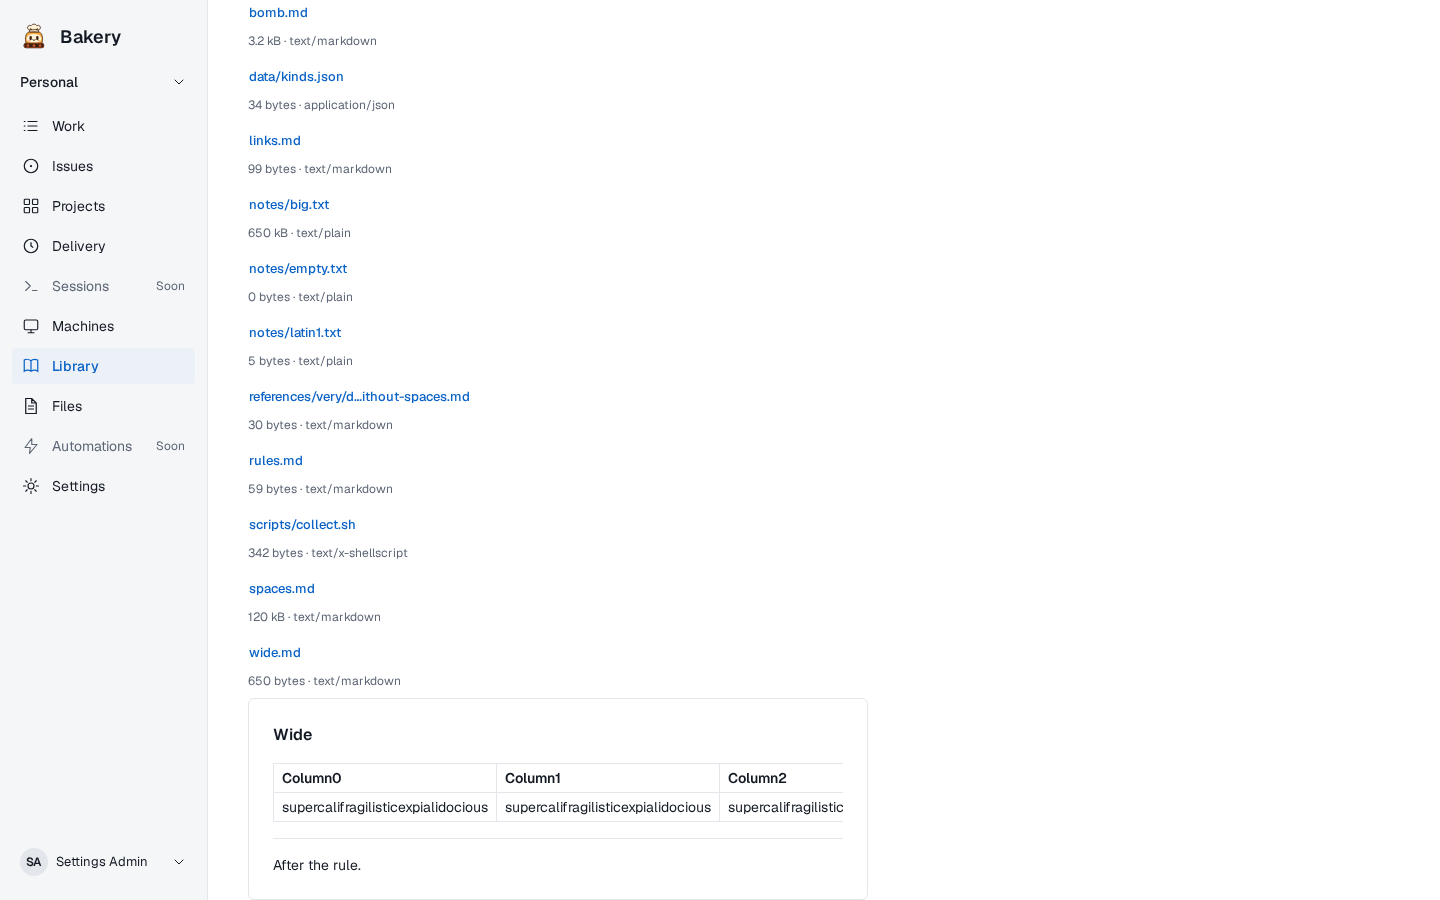 Bakery
Personal
Work
Issues
Projects
Delivery
Sessions Soon
Machines
Library
Files
Automations Soon
Settings
SA Settings Admin
bomb.md
3.2 kB · text/markdown
data/kinds.json
34 bytes · application/json
links.md
99 bytes · text/markdown
notes/big.txt
650 kB · text/plain
notes/empty.txt
0 bytes · text/plain
notes/latin1.txt
5 bytes · text/plain
references/very/d...ithout-spaces.md
30 bytes · text/markdown
rules.md
59 bytes · text/markdown
scripts/collect.sh
342 bytes · text/x-shellscript
spaces.md
120 kB · text/markdown
wide.md
650 bytes · text/markdown
Wide
Column0 Column1 Column2
supercalifragilisticexpialidocious supercalifragilisticexpialidocious supercalifragilistic
After the rule.